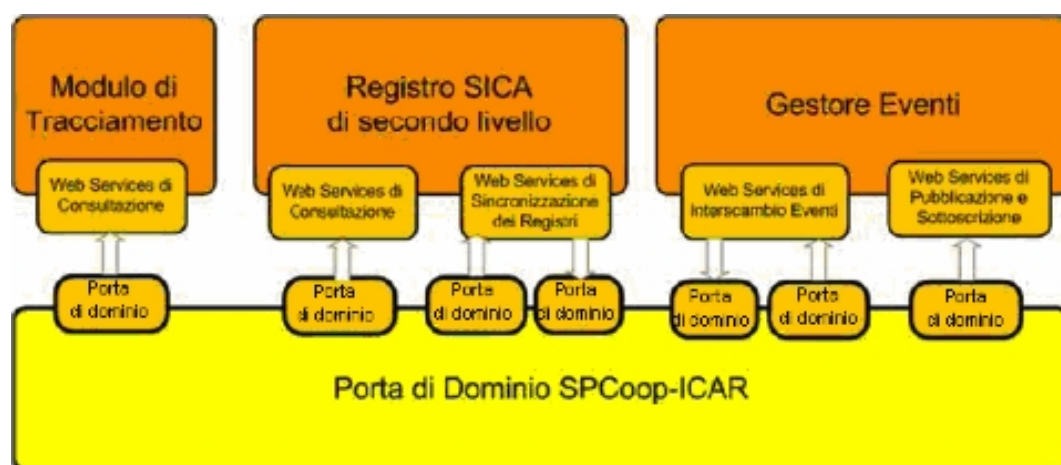 Modulo di
Tracciamento
Web Services di
Consultazione
Registro SICA
di secondo livello
Web Services di
Consultazione
Web Services di
Sincronizzazione
dei Registri
Gestore Eventi
Web Services di
Interscambio Eventi
Web Services di
Pubblicazione e
Sottoscrizione
Porta
di dominio
Porta
di dominio
Porta
di dominio
Porta
di dominio
Porta
di dominio
Porta
di dominio
Porta
di dominio
Porta di Dominio SPCoop-ICAR